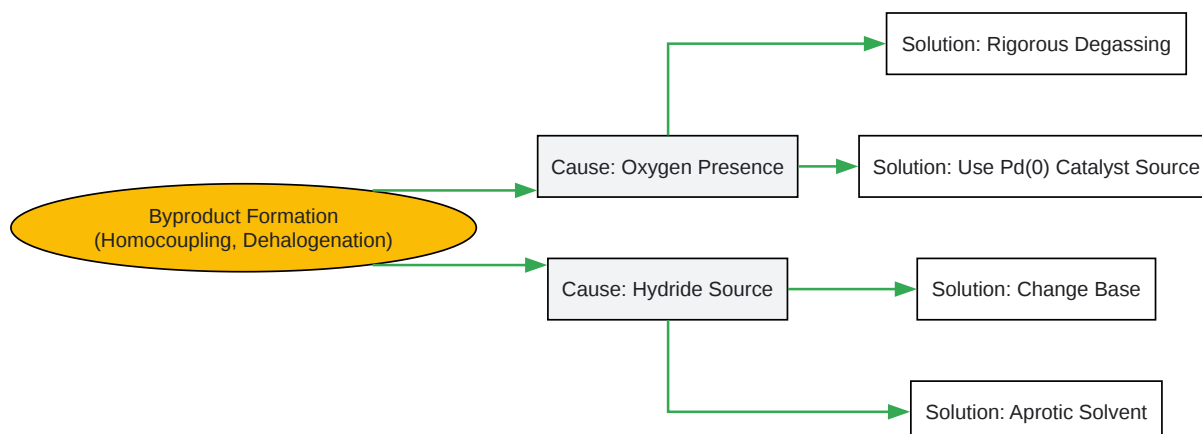 Solution: Rigorous Degassing
Cause: Oxygen Presence
Solution: Use Pd(0) Catalyst Source
Byproduct Formation
(Homocoupling, Dehalogenation)
Cause: Hydride Source
Solution: Change Base
Solution: Aprotic Solvent